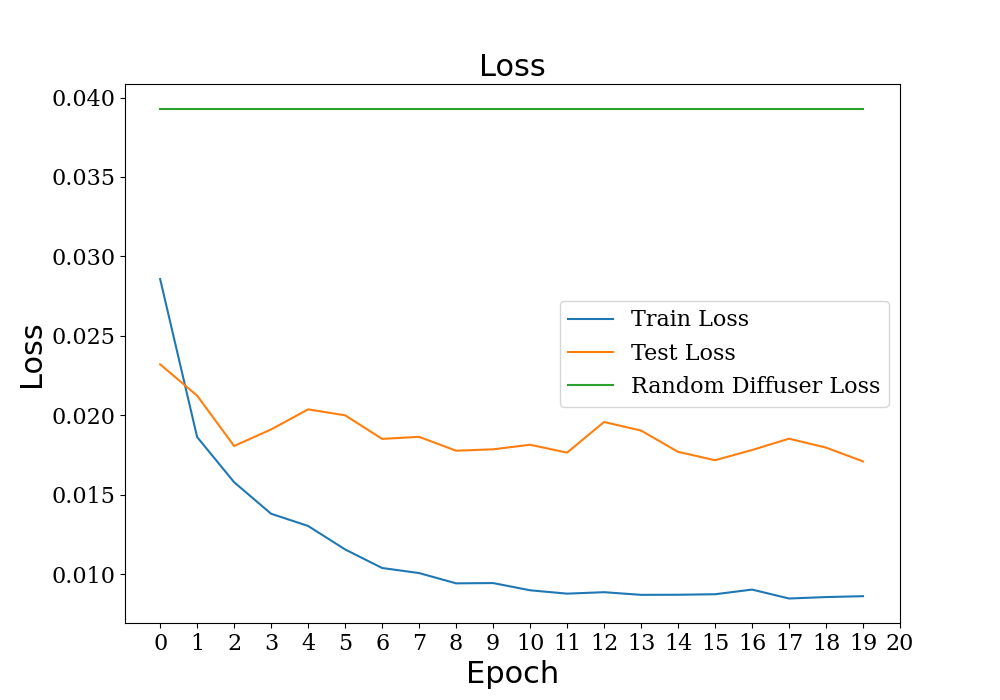 Loss
0.040
0.035
0.030
0.025
0.020
0.015
0.010
Loss
Train Loss
Test Loss
Random Diffuser Loss
0 1 2 3 4 5 6 7 8 9 10 11 12 13 14 15 16 17 18 19 20
Epoch